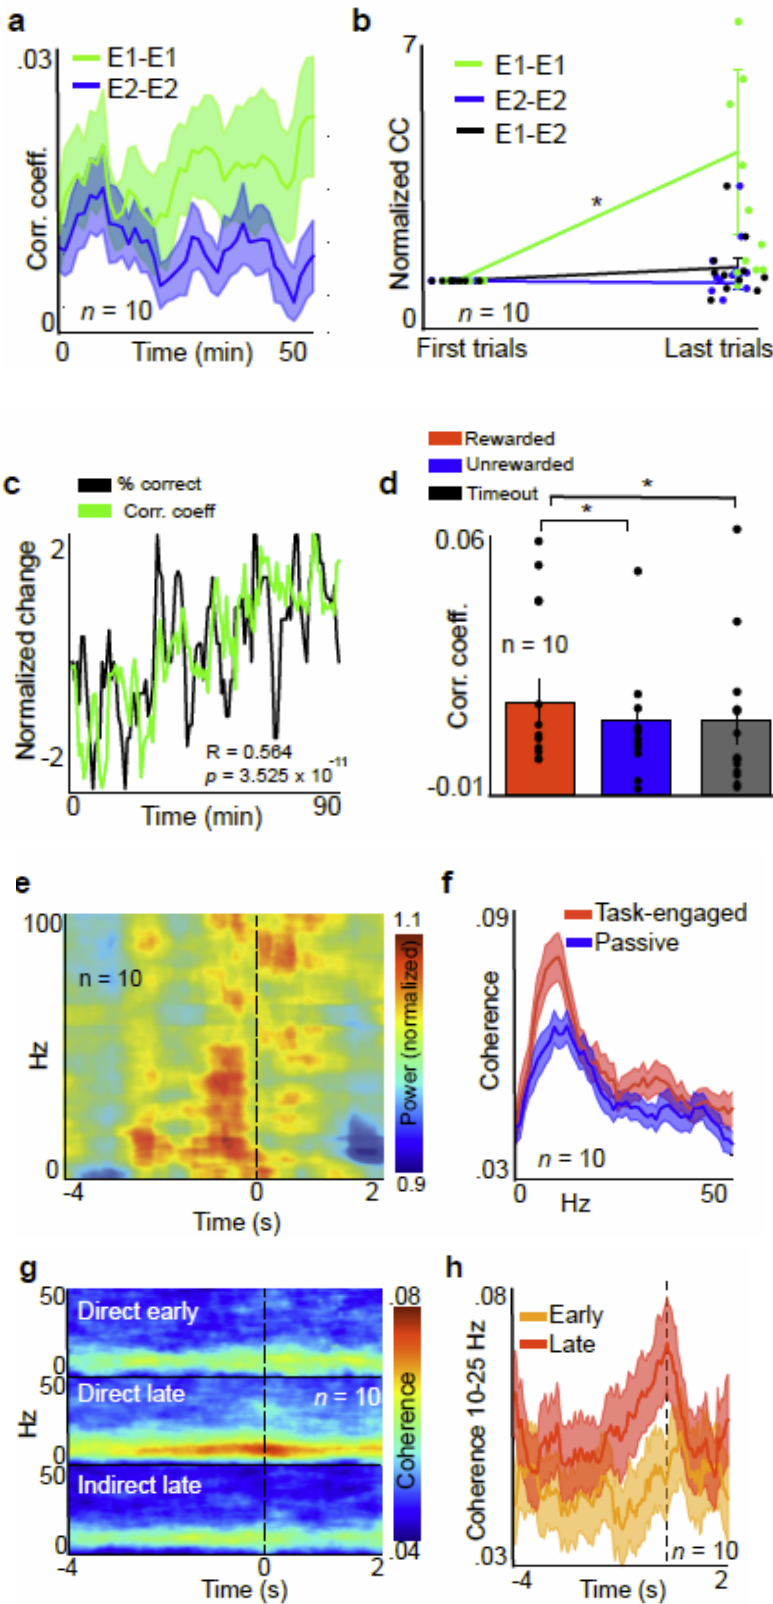 a
.03
E1-E1
E2-E2
Corr. coeff.
n = 10
0
0
Time (min)
50
b
7
E1-E1
E2-E2
E1-E2
Normalized CC
*
0
n = 10
First trials
Last trials
c
% correct
Corr. coeff
2
Normalized change
-2
R = 0.564
p = 3.525 x 10-11
0
Time (min)
90
d
Rewarded
Unrewarded
Timeout
*
*
0.06
n = 10
Corr. coeff.
-0.01
e
100
n = 10
Hz
0
-4
0
2
Time (s)
1.1
Power (normalized)
0.9
f
.09
Task-engaged
Passive
Coherence
n = 10
.03
0
Hz
50
g
50
Direct early
0
50
Direct late
n = 10
Hz
0
50
Indirect late
0
-4
0
2
Time (s)
.08
Coherence
.04
h
.08
Early
Late
Coherence 10-25 Hz
n = 10
.03
-4
Time (s)
2